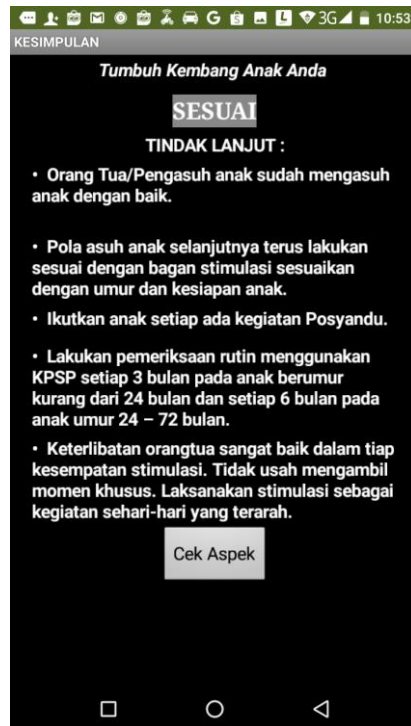 3G 10:53
KESIMPULAN
Tumbuh Kembang Anak Anda
SESUAI
TINDAK LANJUT :
• Orang Tua/Pengasuh anak sudah mengasuh
anak dengan baik.
• Pola asuh anak selanjutnya terus lakukan
sesuai dengan bagan stimulasi sesuaikan
dengan umur dan kesiapan anak.
• Ikutkan anak setiap ada kegiatan Posyandu.
• Lakukan pemeriksaan rutin menggunakan
KPSP setiap 3 bulan pada anak berumur
kurang dari 24 bulan dan setiap 6 bulan pada
anak umur 24 – 72 bulan.
• Keterlibatan orangtua sangat baik dalam tiap
kesempatan stimulasi. Tidak usah mengambil
momen khusus. Laksanakan stimulasi sebagai
kegiatan sehari-hari yang terarah.
Cek Aspek